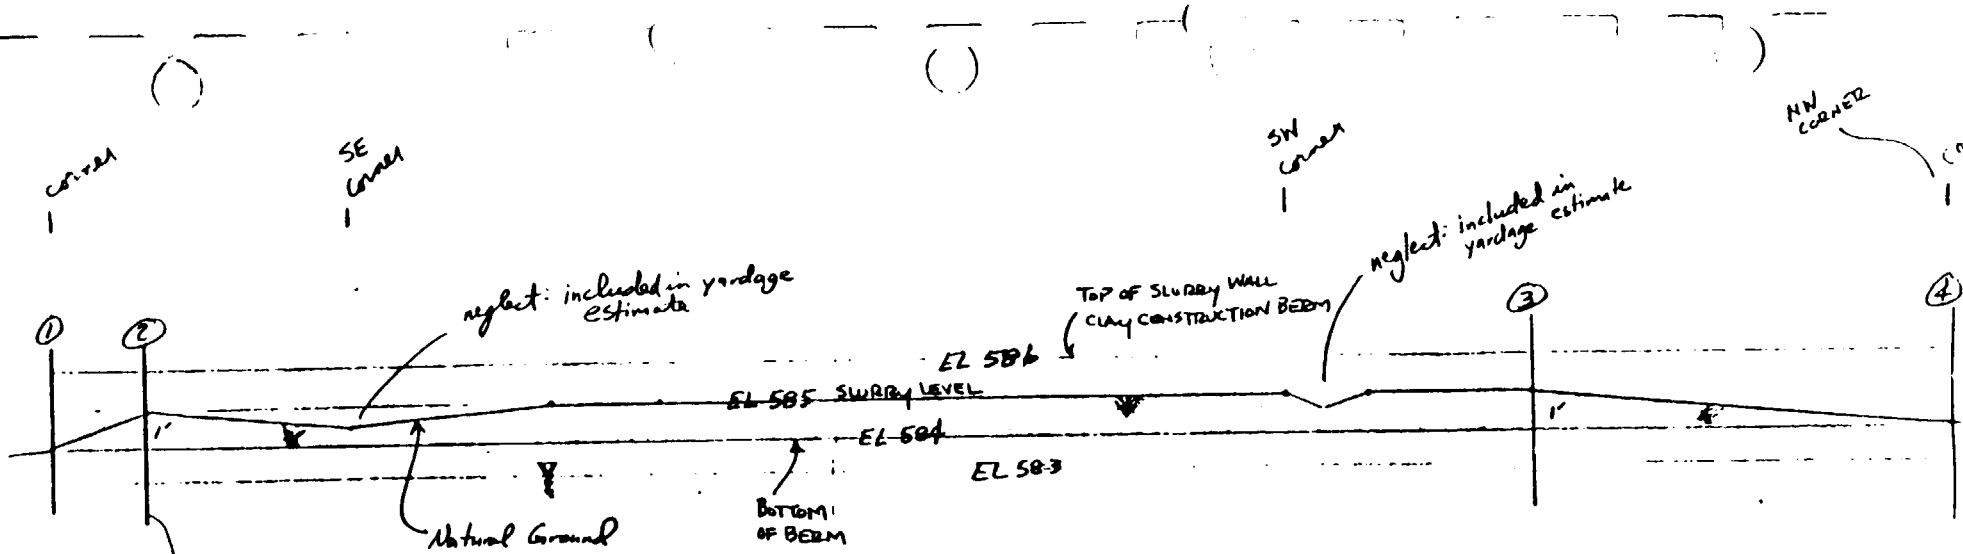 NW
CORNER
SE
corner
SW
corner
corner
neglect: included in
yardage estimate
neglect: included in yardage
estimate
TOP OF SLURRY WALL
CLAY CONSTRUCTION BERM
① ② ③ ④
EL 586
EL 585 SLURRY LEVEL
1'
1'
EL 584
EL 583
BOTTOM
OF BERM
Natural Ground